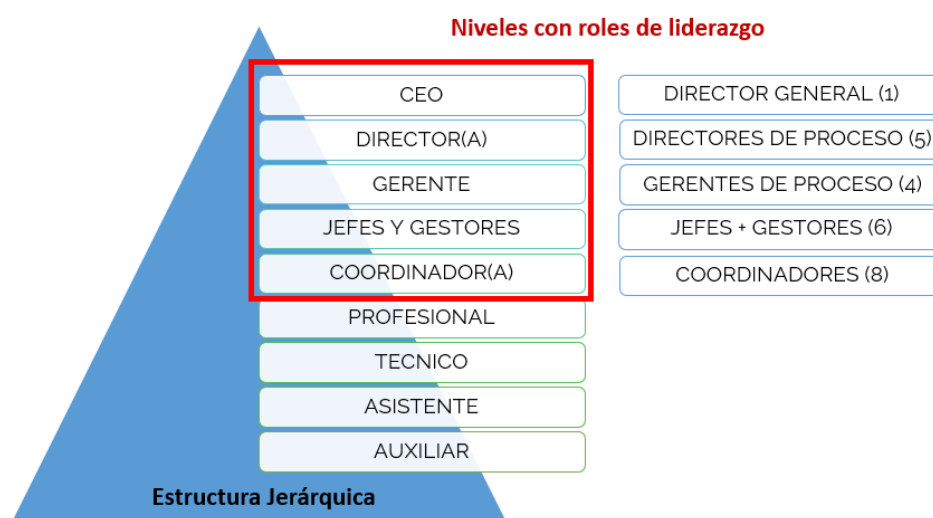 Niveles con roles de liderazgo
CEO
DIRECTOR GENERAL (1)
DIRECTOR(A)
DIRECTORES DE PROCESO (5)
GERENTE
GERENTES DE PROCESO (4)
JEFES Y GESTORES
JEFES + GESTORES (6)
COORDINADOR(A)
COORDINADORES (8)
PROFESIONAL
TECNICO
ASISTENTE
AUXILIAR
Estructura Jerárquica